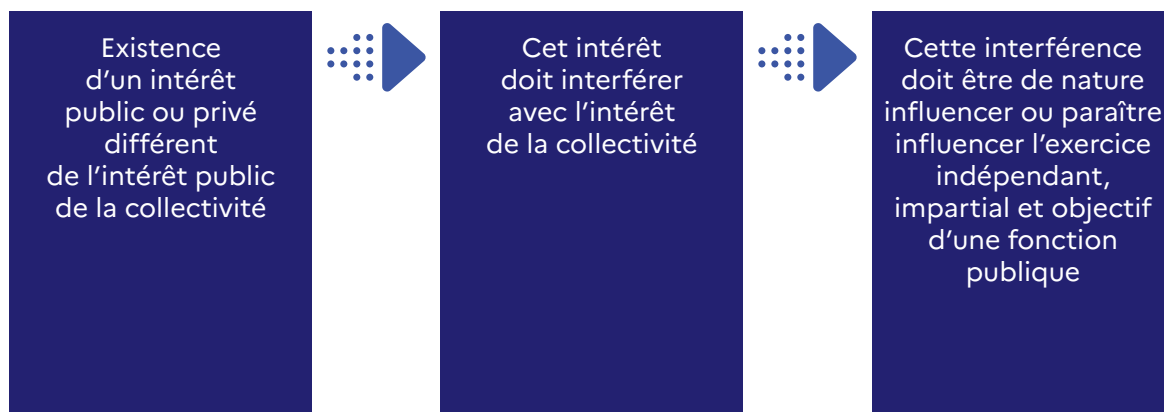 Existence
d’un intérêt
public ou privé
différent
de l’intérêt public
de la collectivité
Cet intérêt
doit interférer
avec l’intérêt
de la collectivité
Cette interférence
doit être de nature
influencer ou paraître
influencer l’exercice
indépendant,
impartial et objectif
d’une fonction
publique